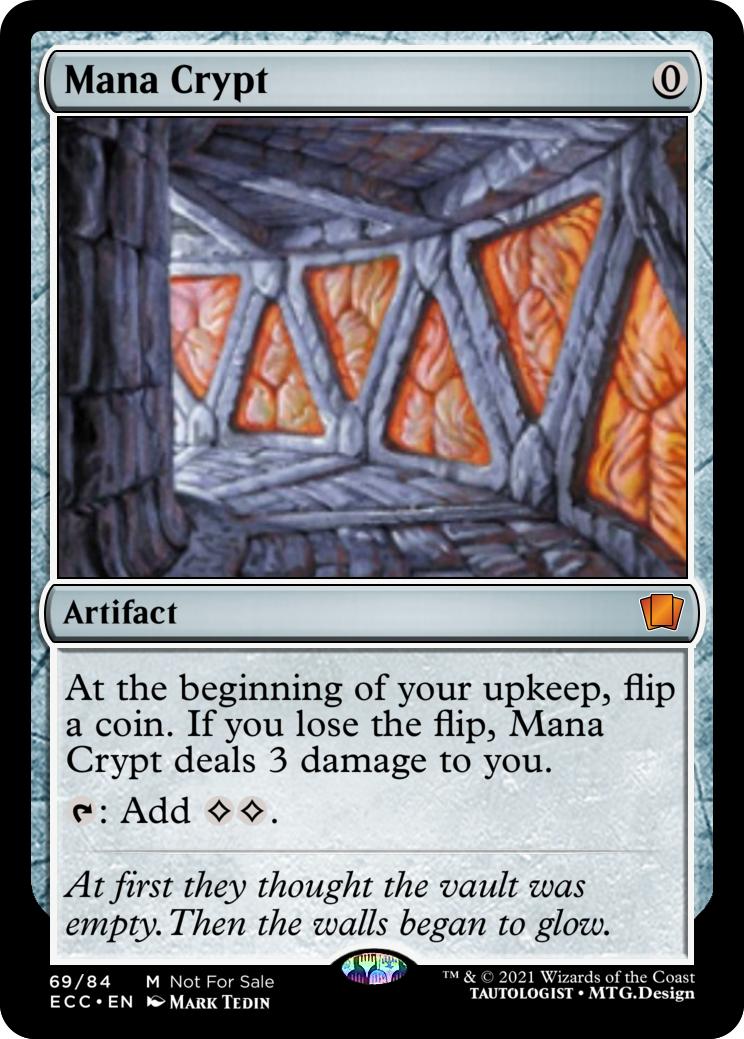 Mana Crypt 0
Artifact
At the beginning of your upkeep, flip
a coin. If you lose the flip, Mana
Crypt deals 3 damage to you.
: Add .
At first they thought the vault was
empty. Then the walls began to glow.
69/84 M Not For Sale
ECC • EN Mark Tedin
™ & © 2021 Wizards of the Coast
TAUTOLOGIST • MTG.Design